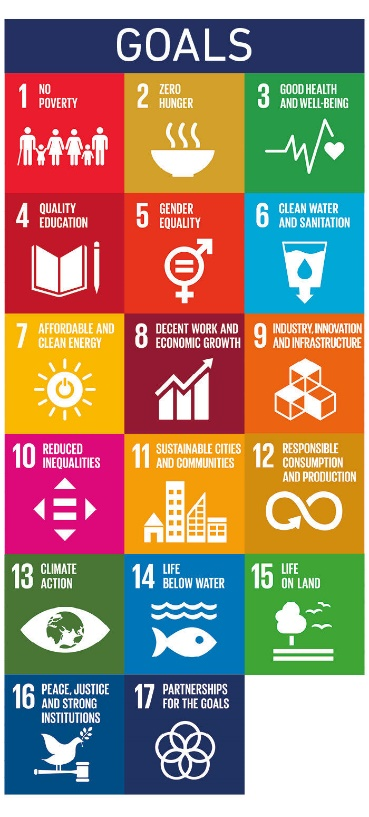 GOALS
1 NO
POVERTY
2 ZERO
HUNGER
3 GOOD HEALTH
AND WELL-BEING
4 QUALITY
EDUCATION
5 GENDER
EQUALITY
6 CLEAN WATER
AND SANITATION
7 AFFORDABLE AND
CLEAN ENERGY
8 DECENT WORK AND
ECONOMIC GROWTH
9 INDUSTRY, INNOVATION
AND INFRASTRUCTURE
10 REDUCED
INEQUALITIES
11 SUSTAINABLE CITIES
AND COMMUNITIES
12 RESPONSIBLE
CONSUMPTION
AND PRODUCTION
13 CLIMATE
ACTION
14 LIFE
BELOW WATER
15 LIFE
ON LAND
16 PEACE, JUSTICE
AND STRONG
INSTITUTIONS
17 PARTNERSHIPS
FOR THE GOALS